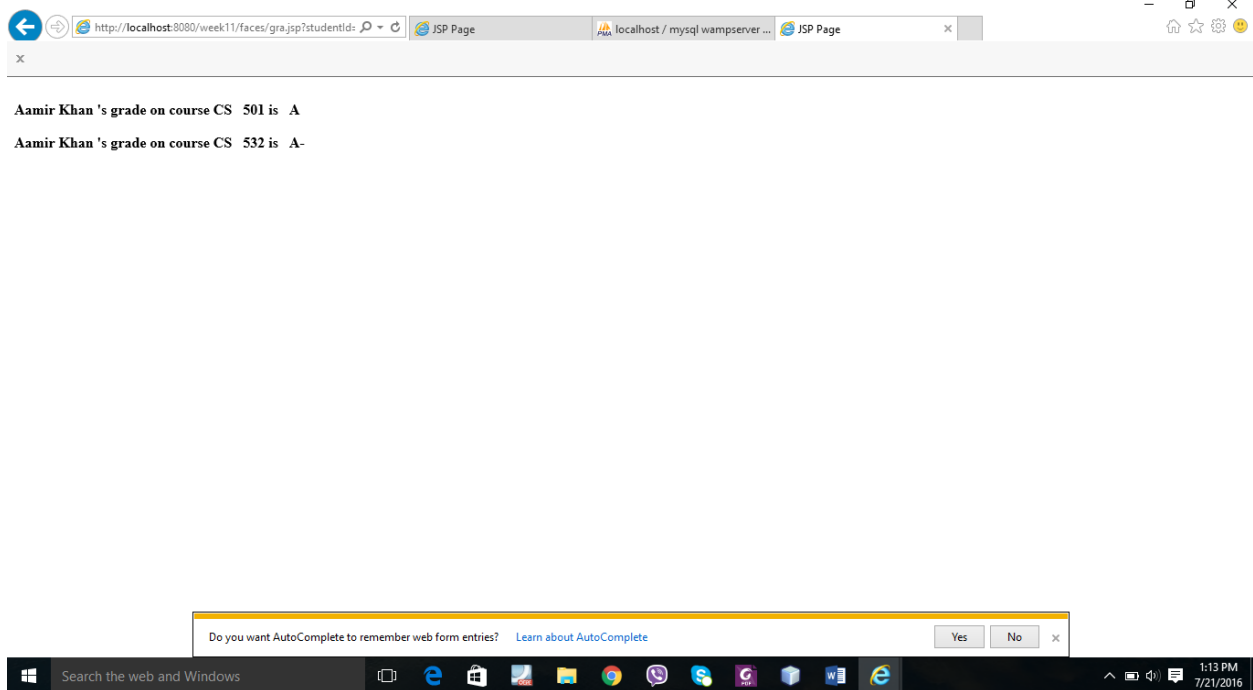 http://localhost:8080/week11/faces/gra.jsp?studentId=
JSP Page
localhost / mysql wampserver ...
JSP Page
Aamir Khan 's grade on course CS 501 is A
Aamir Khan 's grade on course CS 532 is A-
Do you want AutoComplete to remember web form entries? Learn about AutoComplete Yes No
Search the web and Windows
1:13 PM
7/21/2016